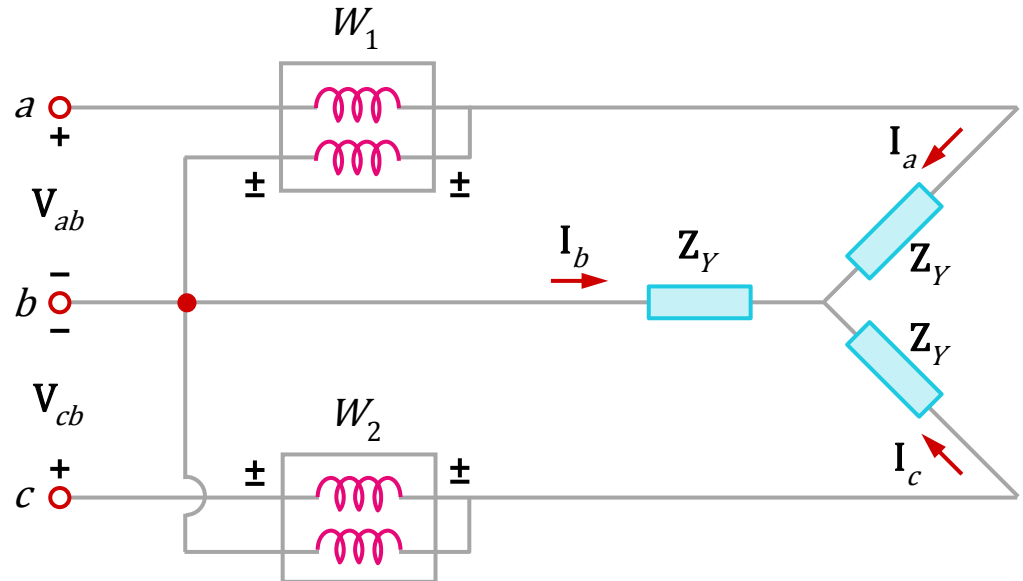 W₁
a
+
±
±
V_ab
I_a
Z_Y
−
b
−
I_b
Z_Y
Z_Y
V_cb
W₂
+
±
±
c
I_c